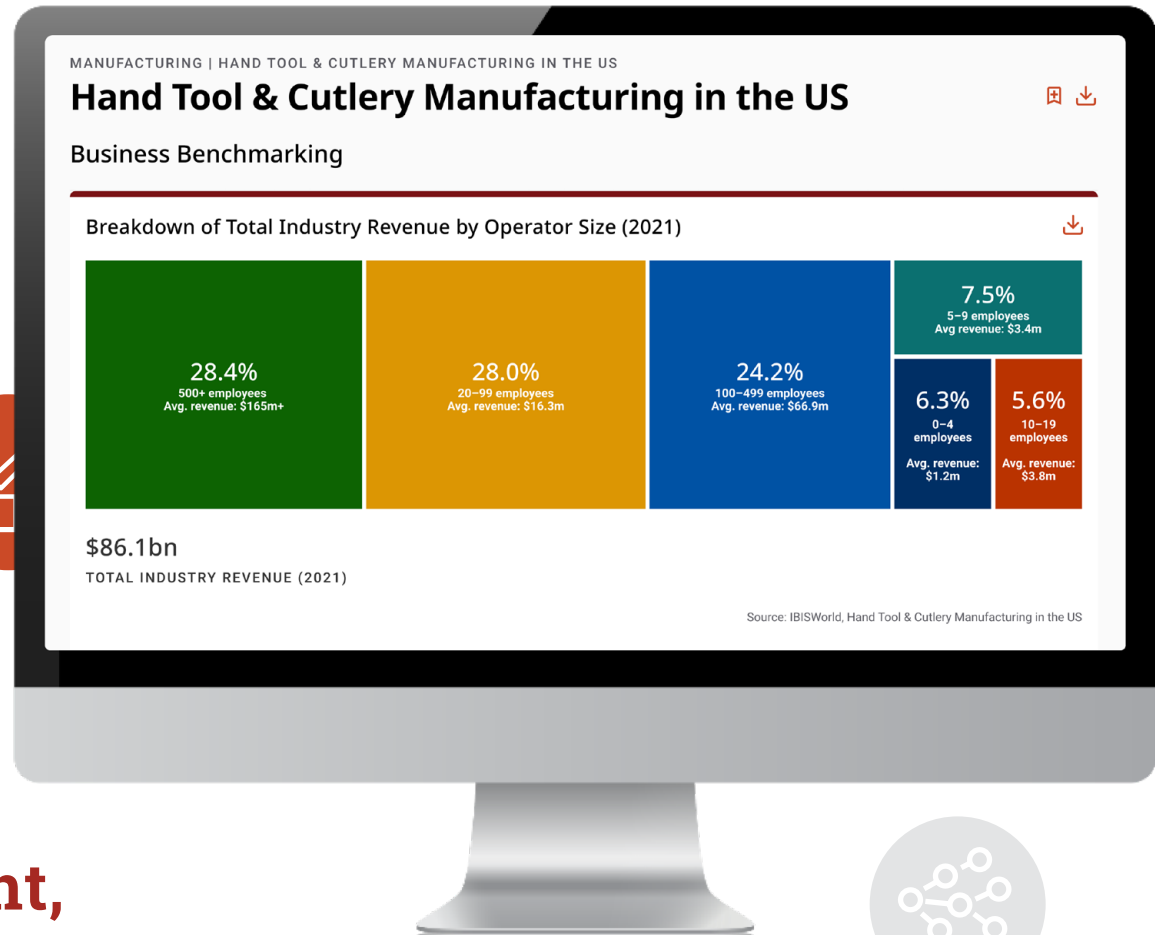 MANUFACTURING | HAND TOOL & CUTLERY MANUFACTURING IN THE US
Hand Tool & Cutlery Manufacturing in the US
Business Benchmarking
Breakdown of Total Industry Revenue by Operator Size (2021)
28.4%
500+ employees
Avg. revenue: $165m+
28.0%
20–99 employees
Avg. revenue: $16.3m
24.2%
100–499 employees
Avg. revenue: $66.9m
7.5%
5–9 employees
Avg revenue: $3.4m
6.3%
0–4
employees
Avg. revenue:
$1.2m
5.6%
10–19
employees
Avg. revenue:
$3.8m
$86.1bn
TOTAL INDUSTRY REVENUE (2021)
Source: IBISWorld, Hand Tool & Cutlery Manufacturing in the US